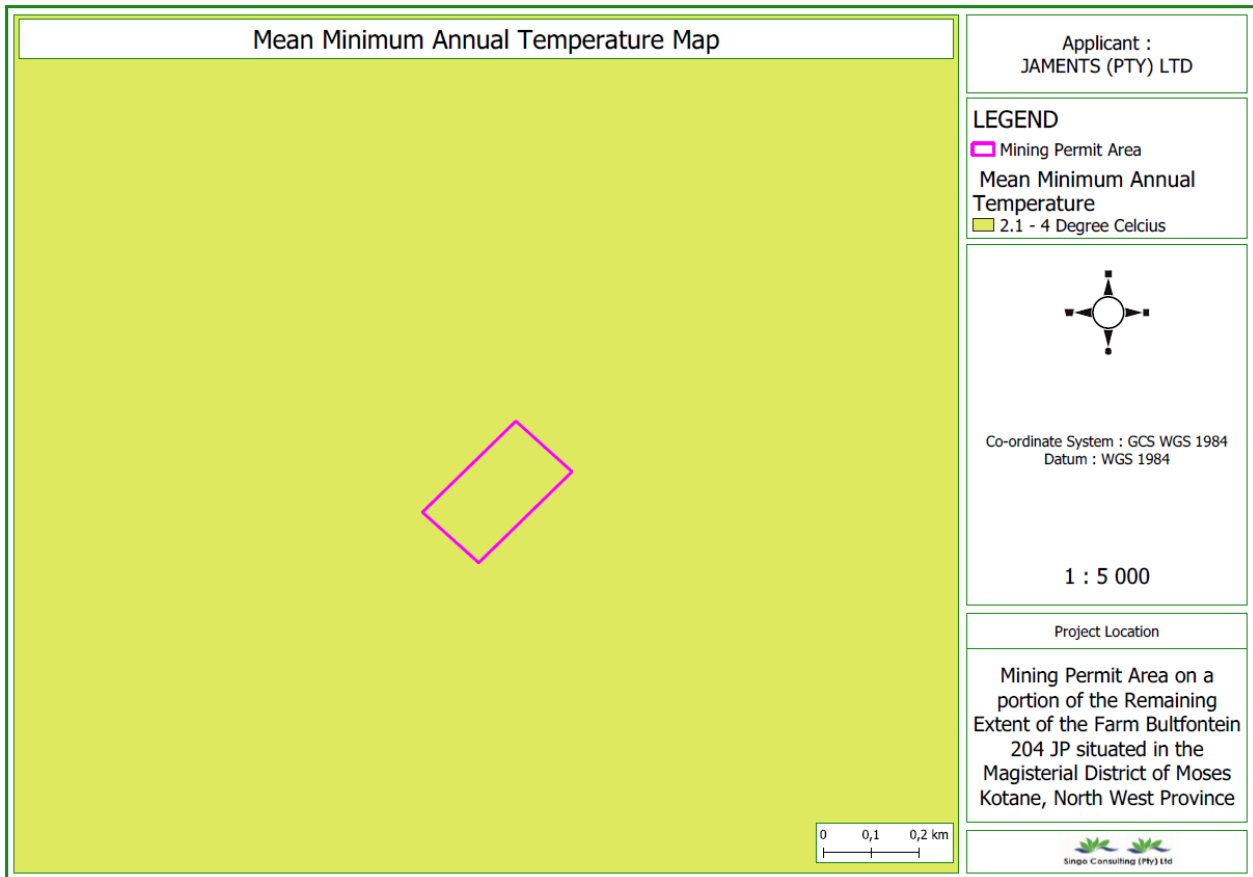 Mean Minimum Annual Temperature Map
Applicant :
JAMENTS (PTY) LTD
LEGEND
Mining Permit Area
Mean Minimum Annual
Temperature
2.1 - 4 Degree Celcius
Co-ordinate System : GCS WGS 1984
Datum : WGS 1984
1 : 5 000
Project Location
Mining Permit Area on a
portion of the Remaining
Extent of the Farm Bultfontein
204 JP situated in the
Magisterial District of Moses
Kotane, North West Province
0 0,1 0,2 km
Singo Consulting (Pty) Ltd